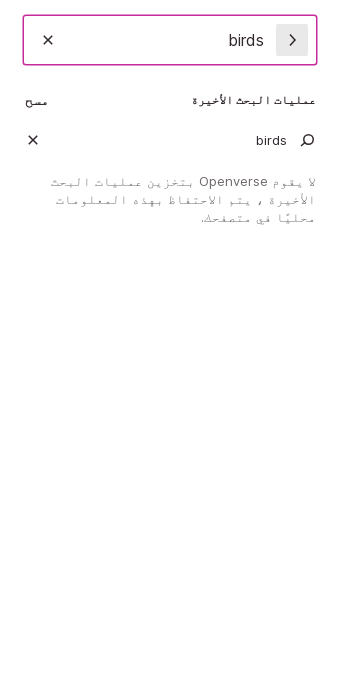 birds
عمليات البحث الأخيرة
مسح
birds
لا يقوم Openverse بتخزين عمليات البحث
الأخيرة ، يتم الاحتفاظ بهذه المعلومات
محليًا في متصفحك.